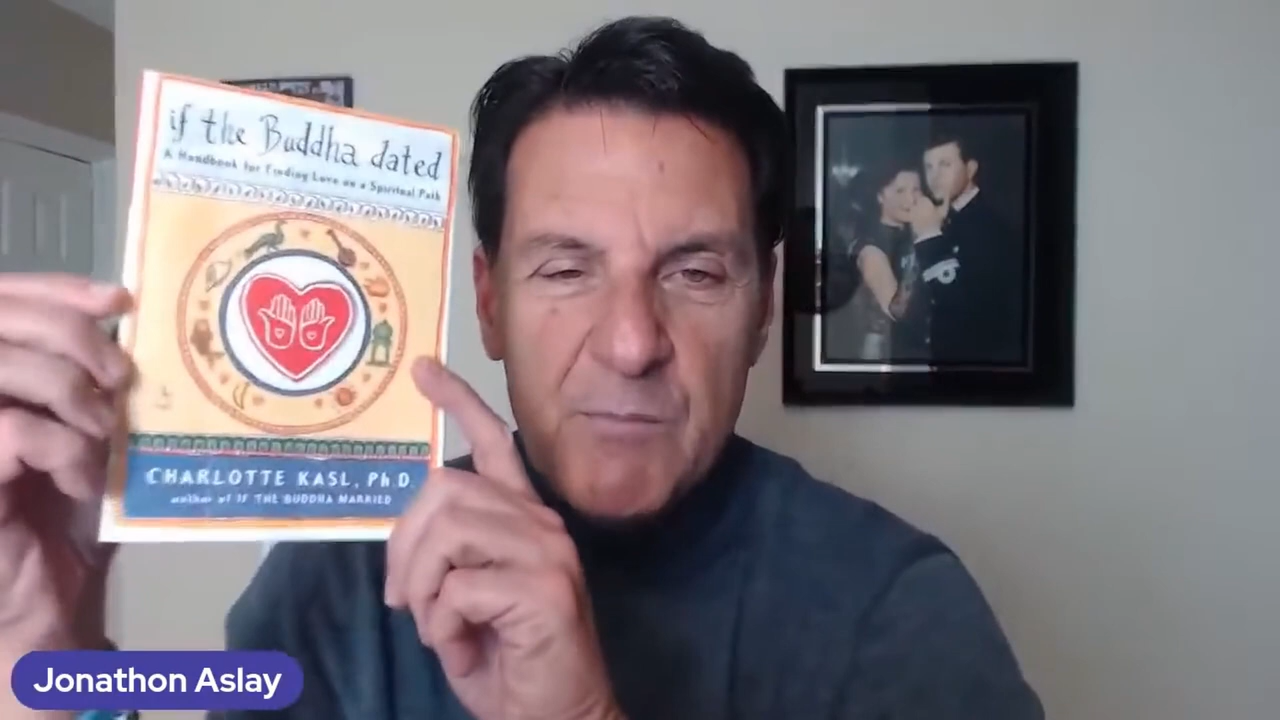 if the Buddha dated
A Handbook for Finding Love on a Spiritual Path
CHARLOTTE KASL, Ph.D.
author of IF THE BUDDHA MARRIED
Jonathon Aslay